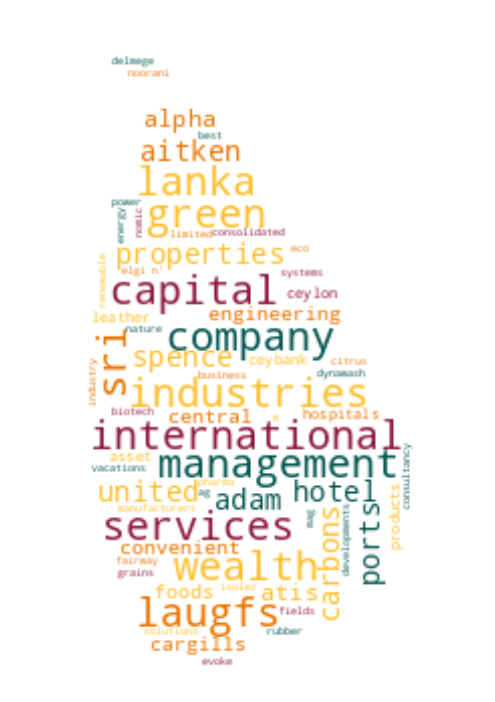 delmege
noorani
alpha
best
aitken
lanka
power
green
energy
nomic
limited
consolidated
properties
eco
elgi n'
renewable
systems
capital
ceylon
engineering
leather
nature
company
sri
spence
ceybank
citrus
business
dynawash
industry
industries
biotech
central
hospitals
international
asset
management
vacations
consultancy
pharma
united
ag
adam
hotel
products
manufacturers
services
mag
developments
ports
carbons
convenient
fairway
wealth
grains
foods
isolez
atis
laugfs
fields
solutions
rubber
cargills
evoke